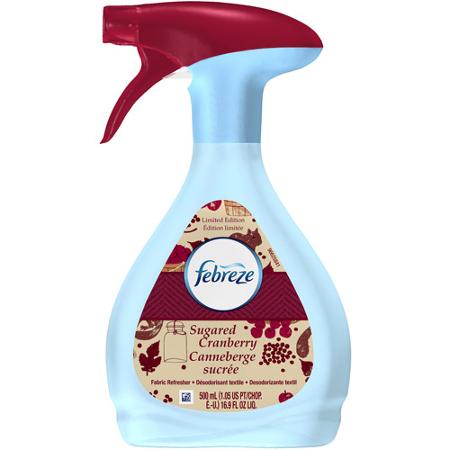 Limited Edition
Édition limitée
febreze
Sugared
Cranberry
Canneberge
sucrée
Fabric Refresher • Désodorisant textile • Desodorizante textil
500 mL (1.05 US PT/CHOP.
É.-U.) 16.9 FL OZ LIQ.